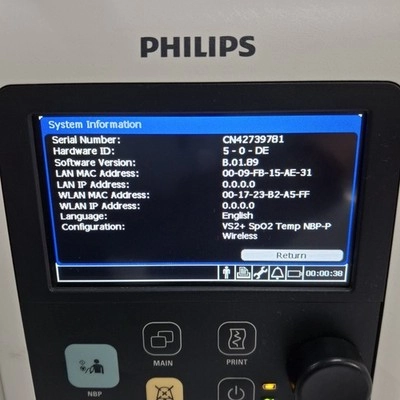 PHILIPS
System Information
Serial Number: CN427397B1
Hardware ID: 5 - 0 - DE
Software Version: B.01.89
LAN MAC Address: 00-09-FB-15-AE-31
LAN IP Address: 0.0.0.0
WLAN MAC Address: 00-17-23-B2-A5-FF
WLAN IP Address: 0.0.0.0
Language: English
Configuration: VS2+ SpO2 Temp NBP-P
Wireless
Return
00:00:38
MAIN
PRINT
NBP